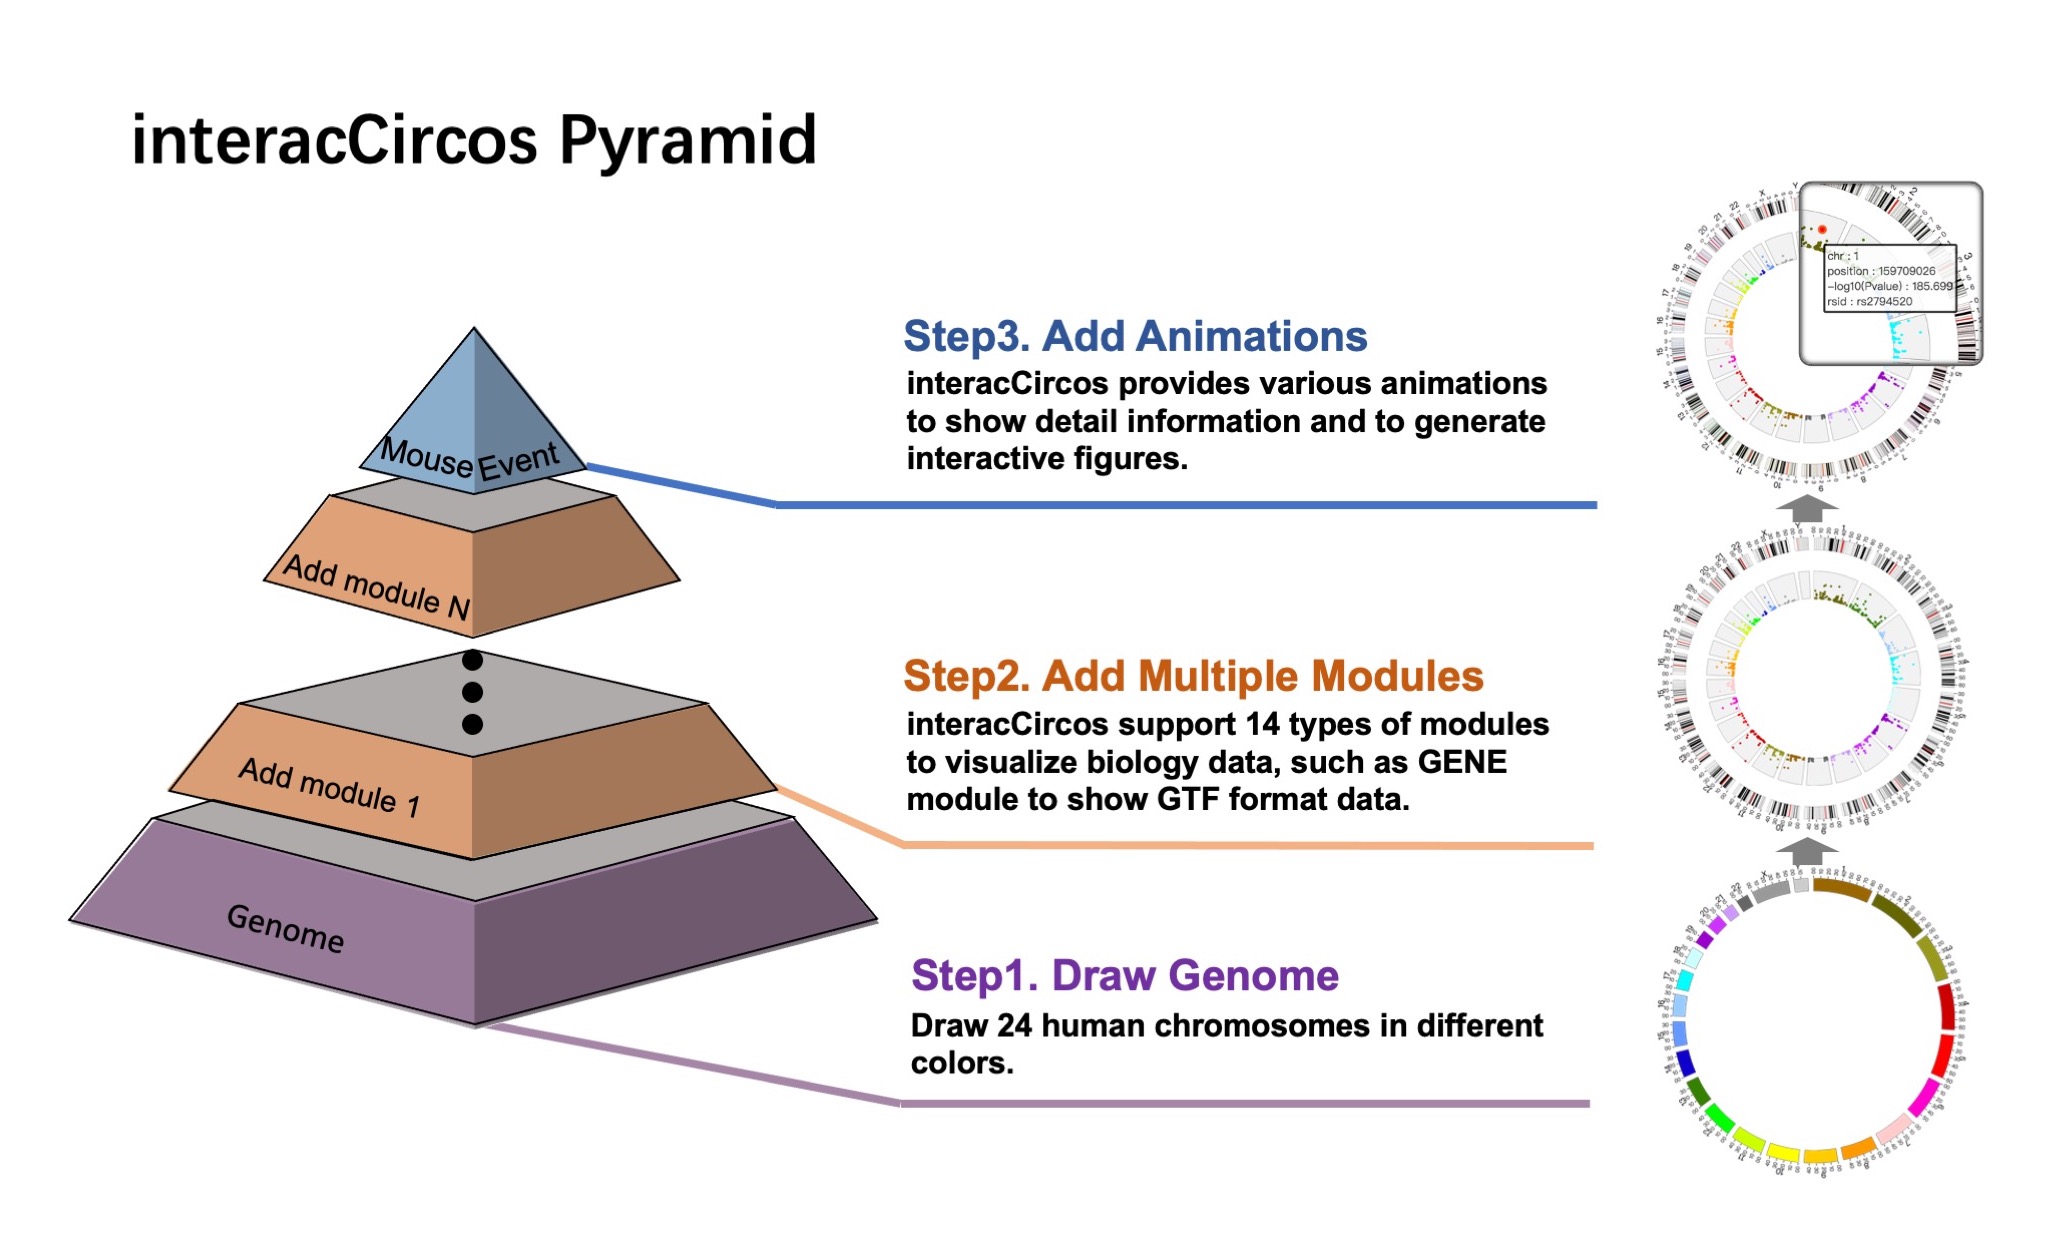 interacCircos Pyramid
Mouse Event
Add module N
Add module 1
Genome
Step3. Add Animations
interacCircos provides various animations
to show detail information and to generate
interactive figures.
Step2. Add Multiple Modules
interacCircos support 14 types of modules
to visualize biology data, such as GENE
module to show GTF format data.
Step1. Draw Genome
Draw 24 human chromosomes in different
colors.
chr : 1
position : 159709026
-log10(Pvalue) : 185.699
rsid : rs2794520